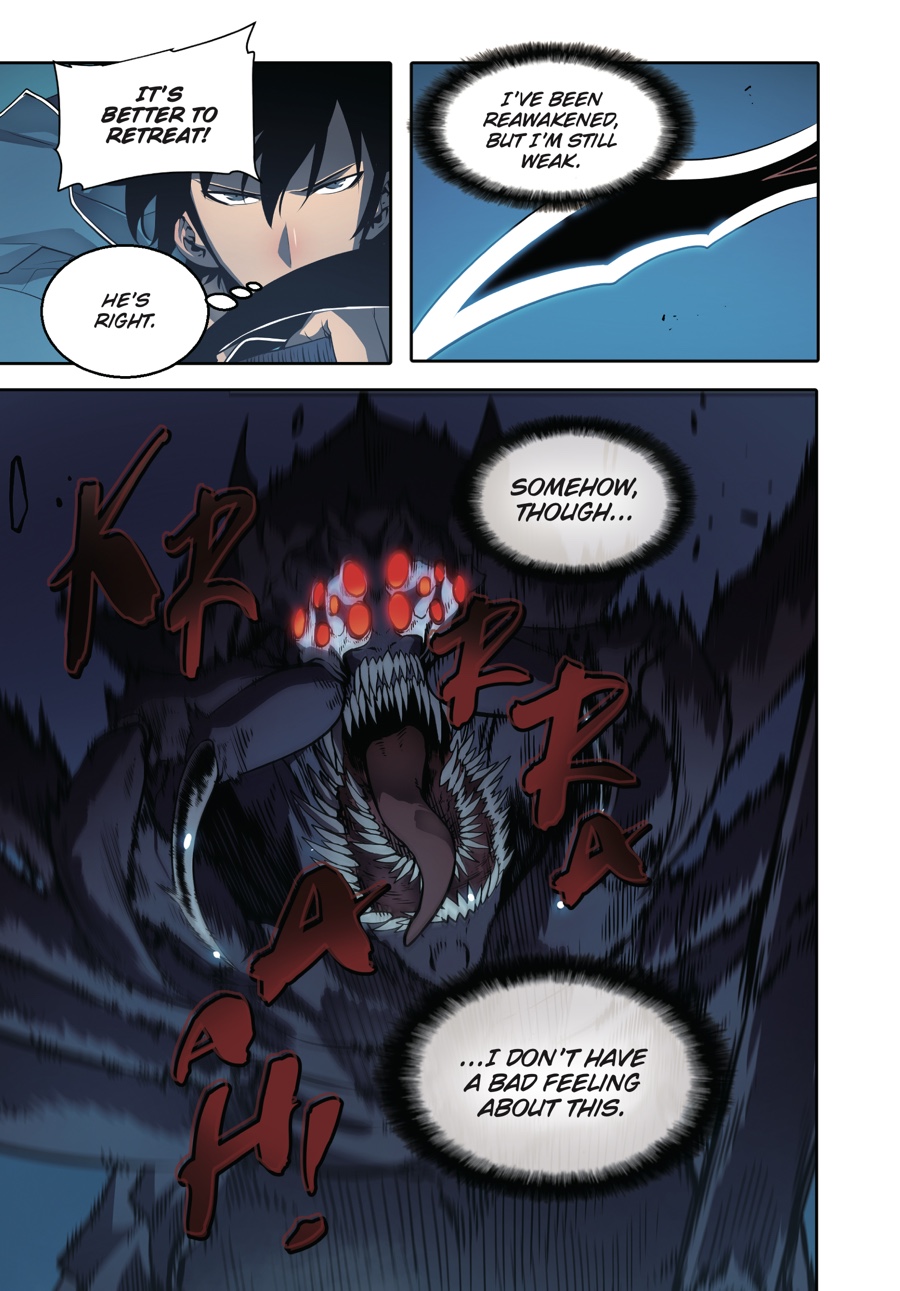 IT'S
BETTER TO
RETREAT!
HE'S
RIGHT.
I'VE BEEN
REAWAKENED,
BUT I'M STILL
WEAK.
SOMEHOW,
THOUGH...
KRRRAAAH!
...I DON'T HAVE
A BAD FEELING
ABOUT THIS.